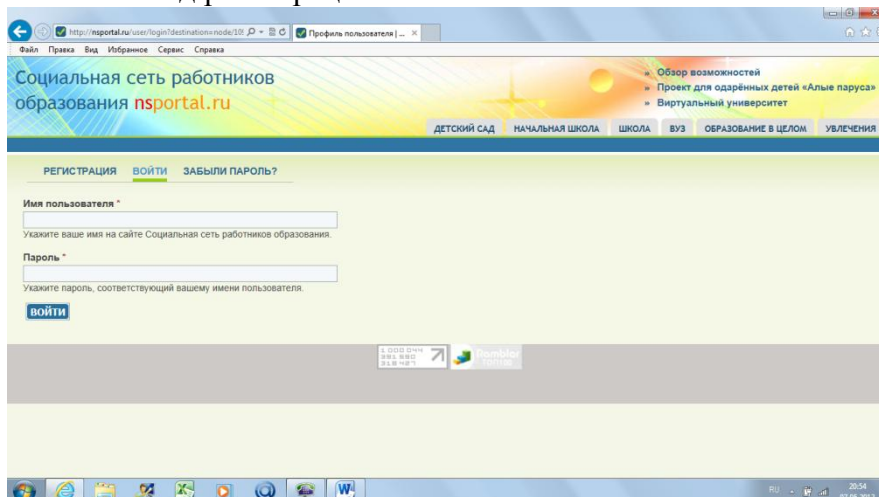 http://nsportal.ru/user/login?destination=node/10
Профиль пользователя | ...
Файл Правка Вид Избранное Сервис Справка
Социальная сеть работников
образования nsportal.ru
» Обзор возможностей
» Проект для одарённых детей «Алые паруса»
» Виртуальный университет
ДЕТСКИЙ САД НАЧАЛЬНАЯ ШКОЛА ШКОЛА ВУЗ ОБРАЗОВАНИЕ В ЦЕЛОМ УВЛЕЧЕНИЯ
РЕГИСТРАЦИЯ ВОЙТИ ЗАБЫЛИ ПАРОЛЬ?
Имя пользователя *
Укажите ваше имя на сайте Социальная сеть работников образования.
Пароль *
Укажите пароль, соответствующий вашему имени пользователя.
ВОЙТИ
Rambler
RU 20:54